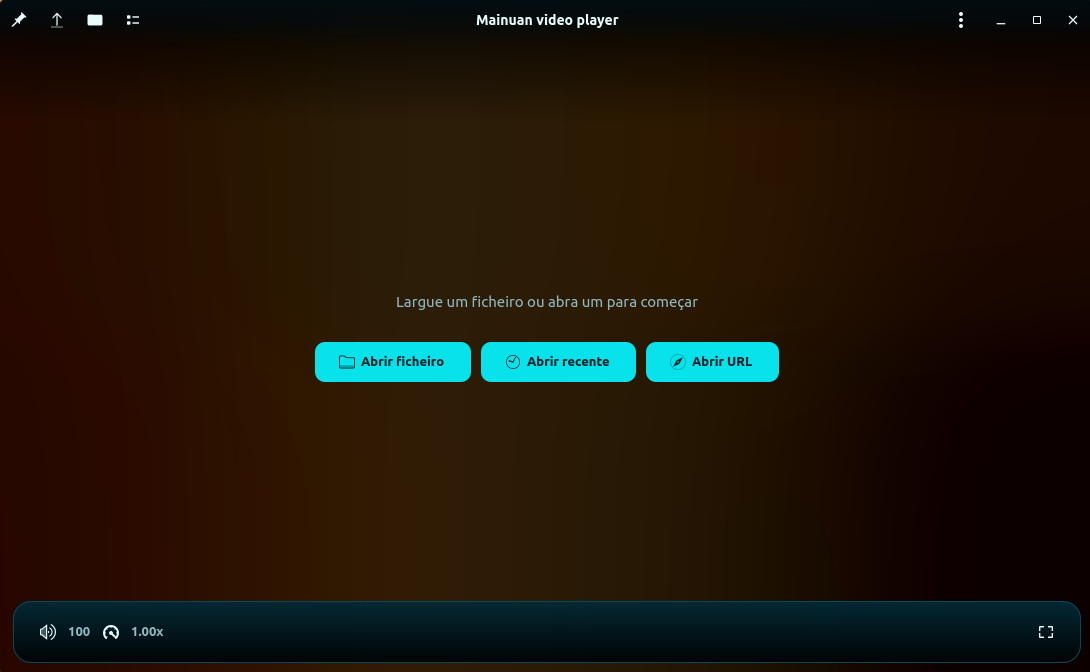 Mainuan video player
Largue um ficheiro ou abra um para começar
Abrir ficheiro
Abrir recente
Abrir URL
100
1.00x